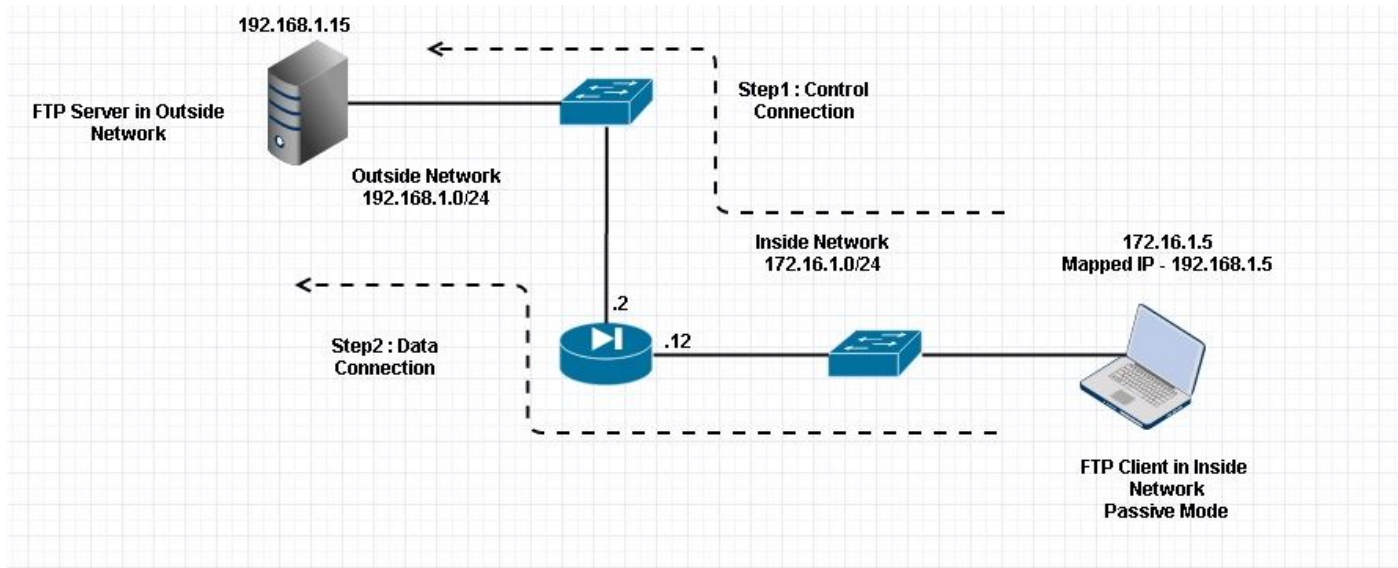 192.168.1.15
FTP Server in Outside
Network
Outside Network
192.168.1.0/24
Step1 : Control
Connection
Inside Network
172.16.1.0/24
172.16.1.5
Mapped IP - 192.168.1.5
.2
.12
Step2 : Data
Connection
FTP Client in Inside
Network
Passive Mode